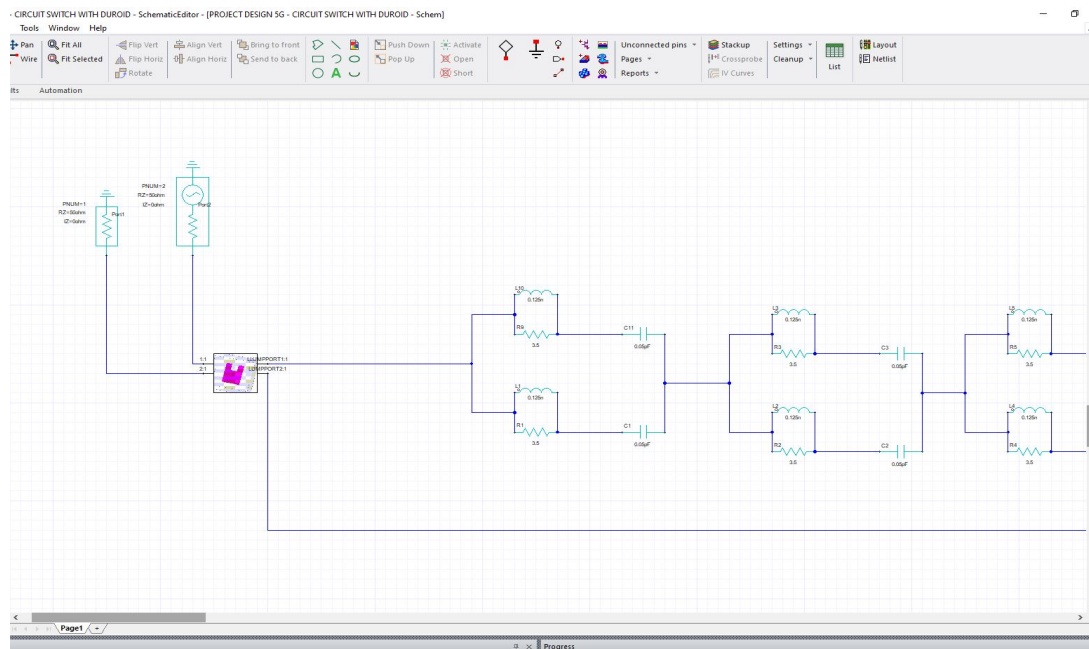 - CIRCUIT SWITCH WITH DUROID - SchematicEditor - [PROJECT DESIGN 5G - CIRCUIT SWITCH WITH DUROID - Schem]
Tools Window Help
Pan Fit All Flip Vert Align Vert Bring to front Push Down Activate Unconnected pins Stackup Settings Layout
Wire Fit Selected Flip Horiz Align Horiz Send to back Pop Up Open Pages Crossprobe Cleanup List Netlist
Rotate A Short Reports IV Curves
its Automation
PNUM=2
RZ=50ohm
IZ=0ohm
Port2
PNUM=1
RZ=50ohm
IZ=0ohm
Port1
1:1
2:1
LUMPPORT1:1
LUMPPORT2:1
L10
0.125n
R9
3.5
C11
0.05pF
L1
0.125n
R1
3.5
C1
0.05pF
L3
0.125n
R3
3.5
C3
0.05pF
L2
0.125n
R2
3.5
C2
0.05pF
L5
0.125n
R5
3.5
L4
0.125n
R4
3.5
Page1 +
Progress